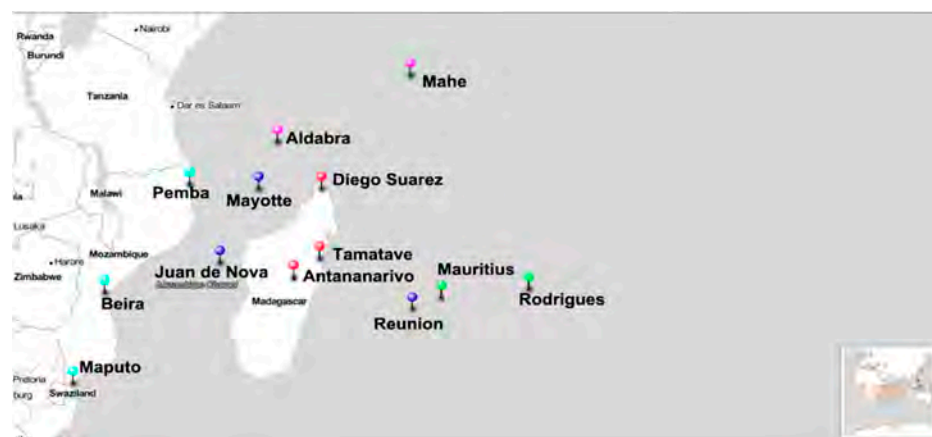 Nairobi
Rwanda
Burundi
Mahe
Tanzania
Dar es Salaam
Aldabra
Diego Suarez
Pemba
Malawi
Mayotte
Lusaka
Tamatave
Mozambique
Harare
Juan de Nova
Antananarivo
Mauritius
Zimbabwe
Rodrigues
Beira
Madagascar
Reunion
Maputo
Pretoria
burg
Swaziland